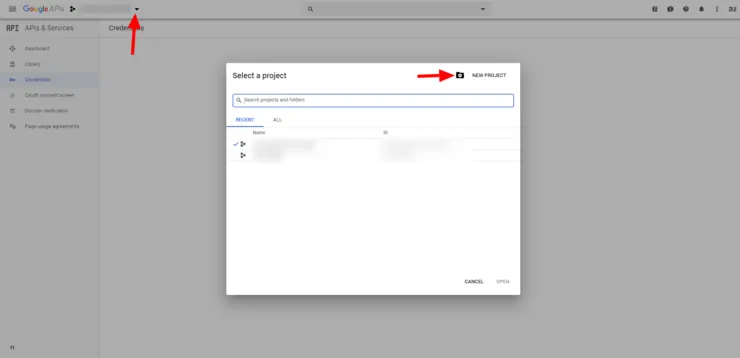 Google APIs
API APIs & Services
Credentials
Dashboard
Library
Credentials
OAuth consent screen
Domain verification
Page usage agreements
Select a project
NEW PROJECT
Search projects and folders
RECENT ALL
Name ID
CANCEL OPEN